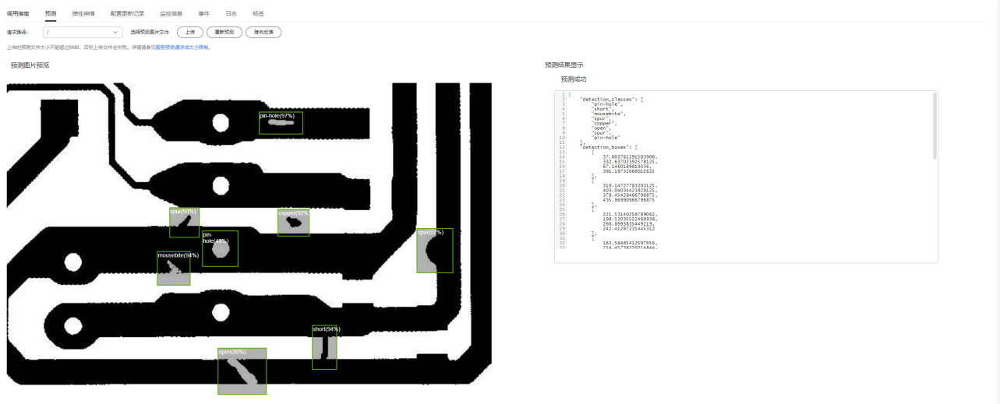 调用指南 预测 弹性伸缩 配置更新记录 监控信息 事件 日志 标签
请求路径: / 选择预测图片文件 上传 重新预测 难例反馈
上传的预测文件大小不能超过8MB，否则上传文件会失败。详情请参见服务预测请求体大小限制。
预测图片预览
pin-hole(97%)
spur(93%)
copper(92%
pin-
hole(43%)
spur(57%)
mousebite(94%)
short(94%)
open(80%)
预测结果显示
预测成功
1 {
2 "detection_classes": [
3 "pin-hole",
4 "short",
5 "mousebite",
6 "spur",
7 "copper",
8 "open",
9 "spur",
10 "pin-hole"
11 ],
12 "detection_boxes": [
13 [
14 37.003761291503906,
15 332.63702392578125,
16 67.1460189819336,
17 391.19732666015625
18 ],
19 [
20 319.14727783203125,
21 403.04034423828125,
22 378.45428466796875,
23 435.96990966796875
24 ],
25 [
26 221.53140258789062,
27 198.52035522460938,
28 266.8993835449219,
29 242.41287231445312
30 ],
31 [
32 163.58485412597656,
33 214.45738220214844,